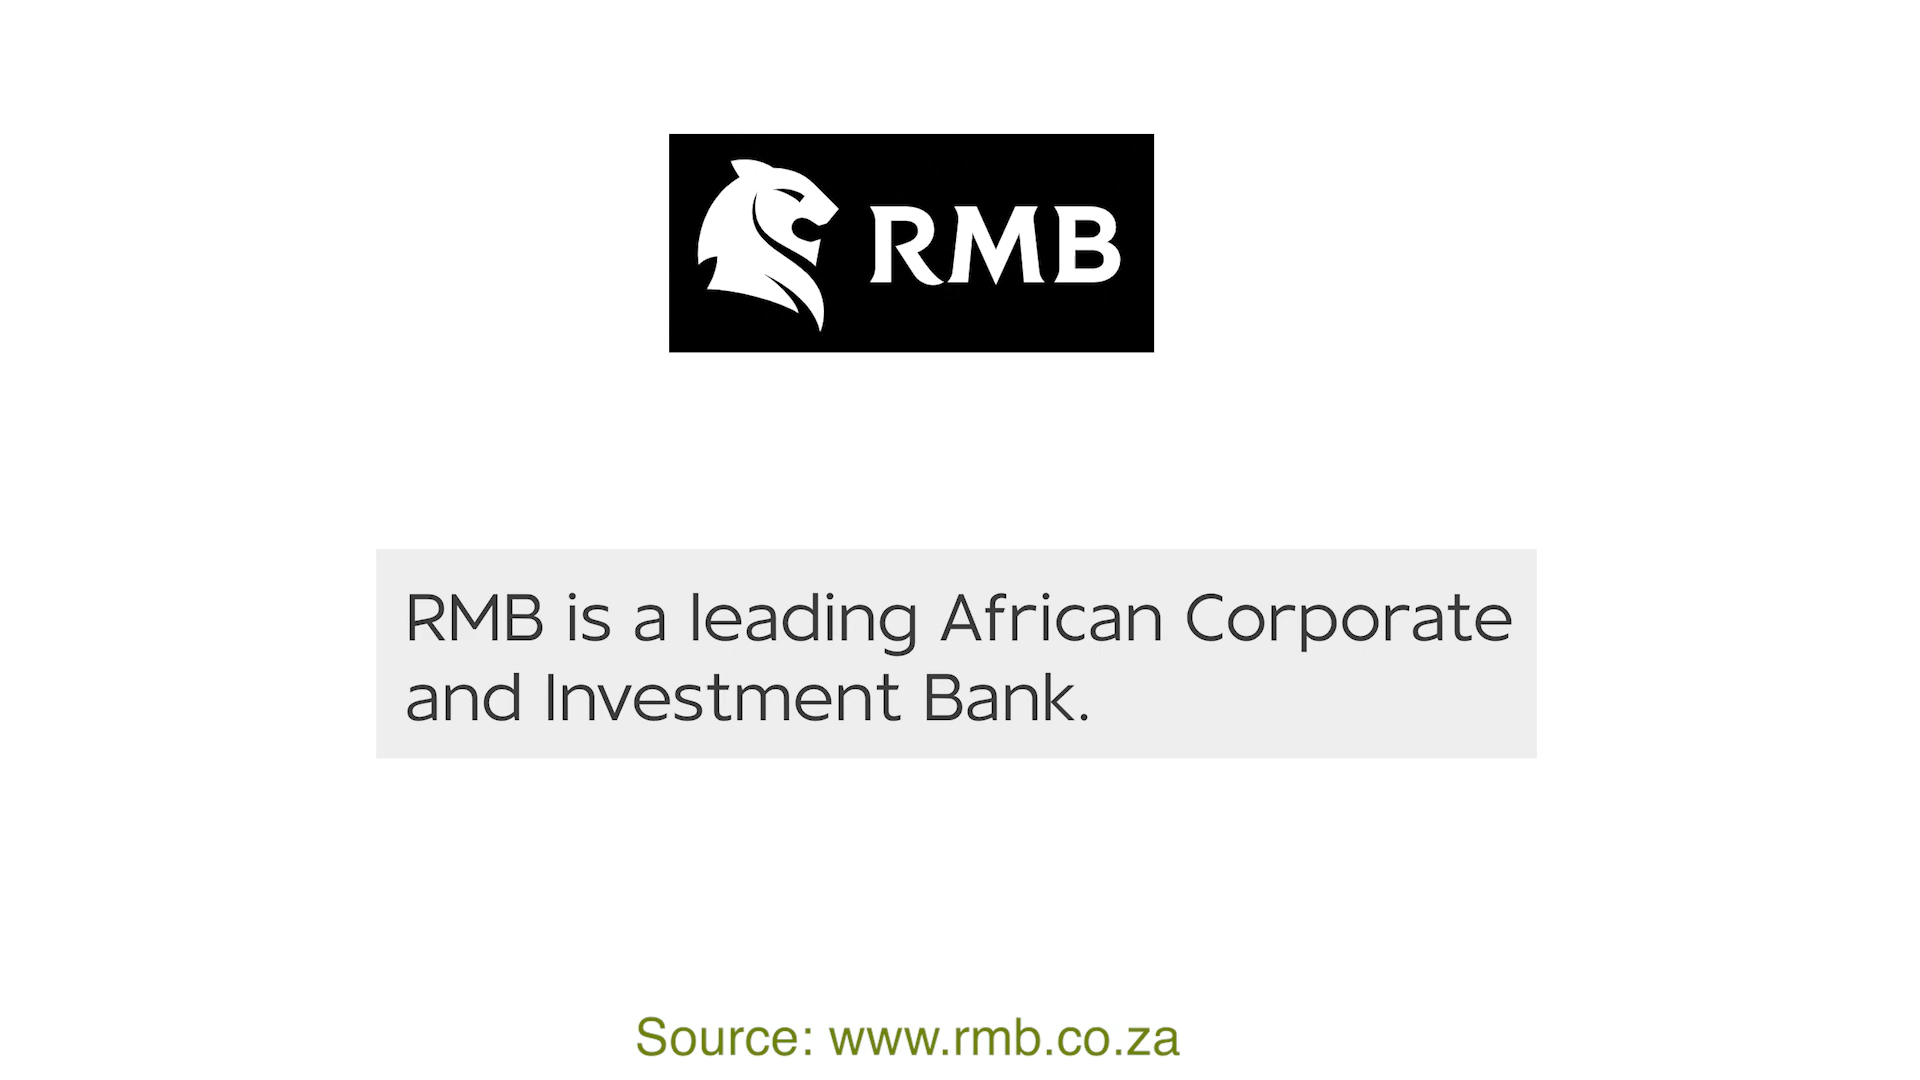 RMB
RMB is a leading African Corporate
and Investment Bank.
Source: www.rmb.co.za